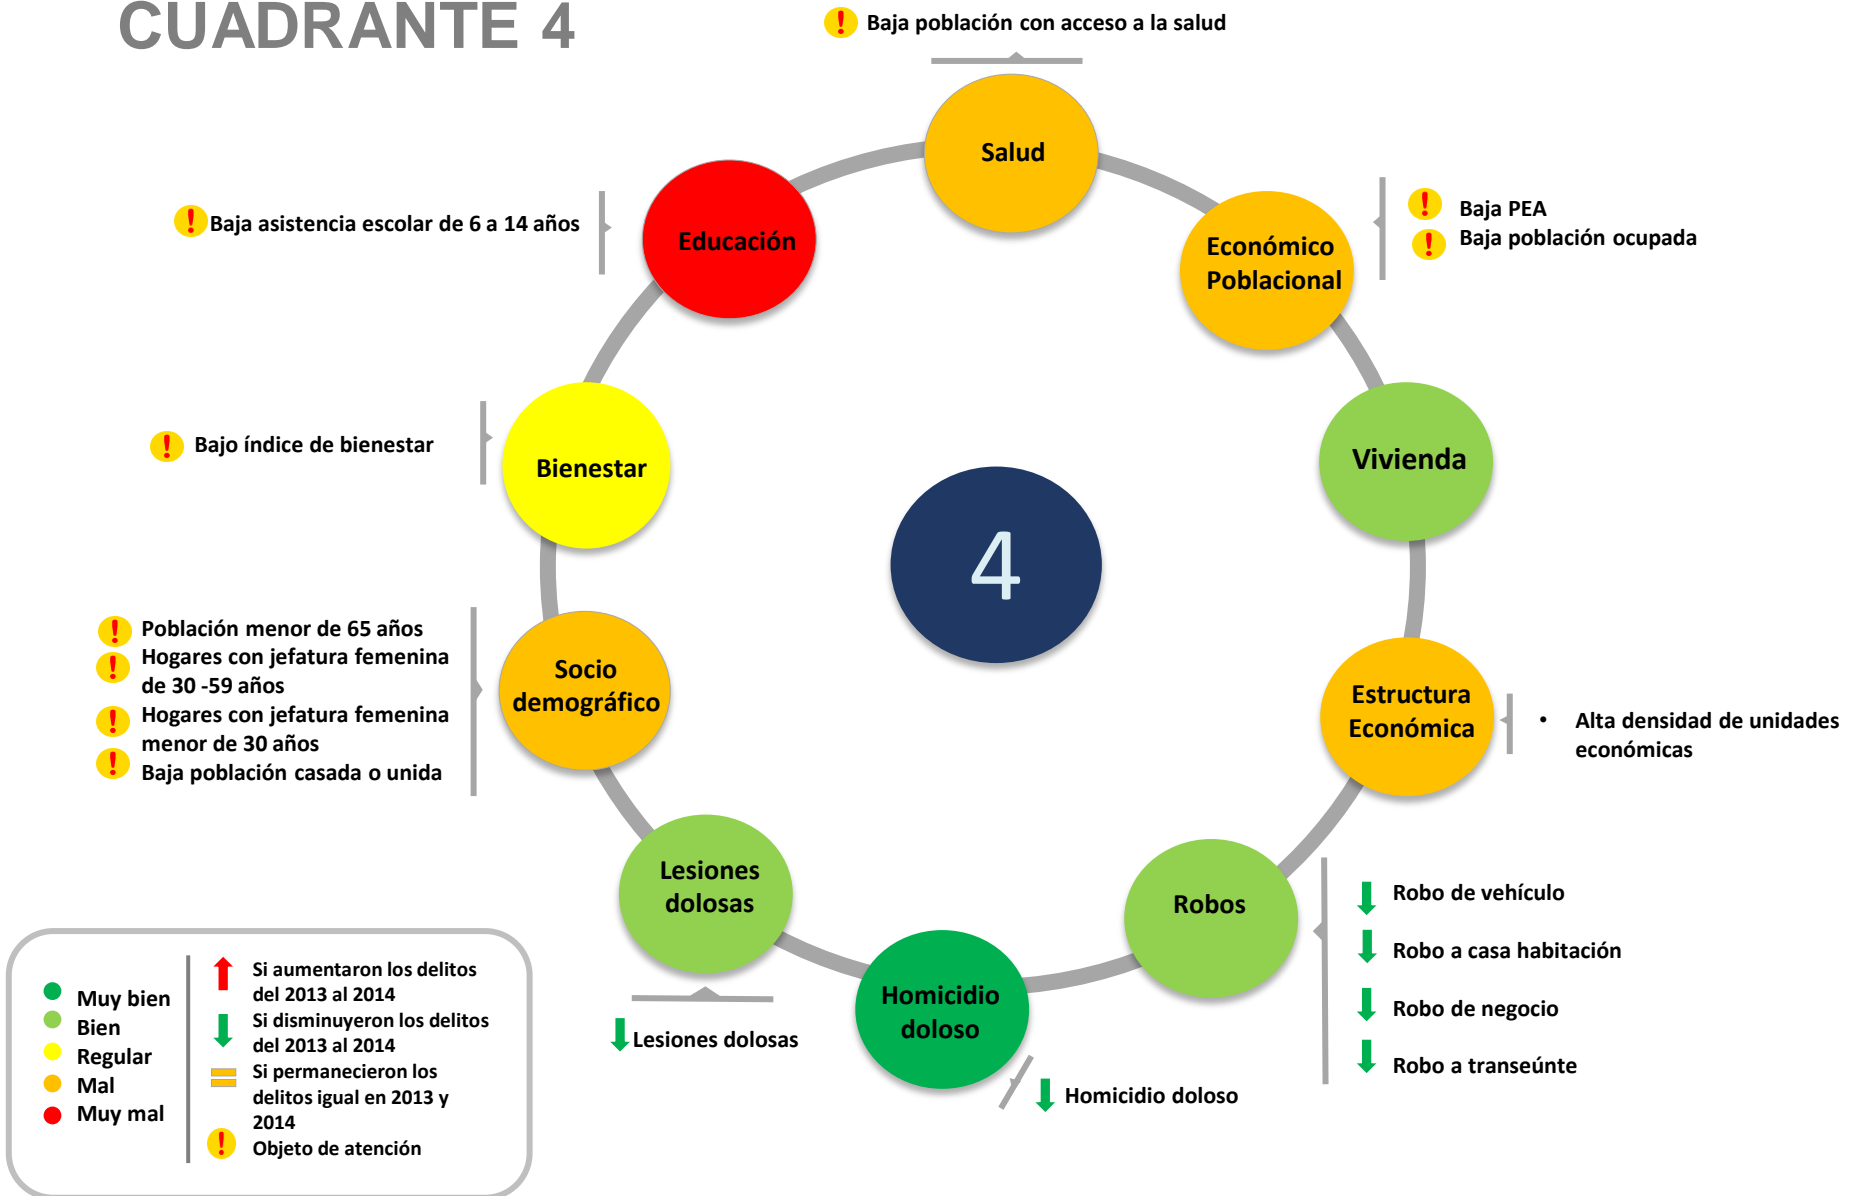 CUADRANTE 4
Baja población con acceso a la salud
Salud
Baja asistencia escolar de 6 a 14 años
Educación
Económico
Poblacional
Baja PEA
Baja población ocupada
Bajo índice de bienestar
Bienestar
Vivienda
4
Población menor de 65 años
Hogares con jefatura femenina
de 30 -59 años
Hogares con jefatura femenina
menor de 30 años
Baja población casada o unida
Socio
demográfico
Estructura
Económica
• Alta densidad de unidades
económicas
Lesiones
dolosas
Lesiones dolosas
Homicidio
doloso
Homicidio doloso
Robos
Robo de vehículo
Robo a casa habitación
Robo de negocio
Robo a transeúnte
Muy bien
Bien
Regular
Mal
Muy mal
Si aumentaron los delitos
del 2013 al 2014
Si disminuyeron los delitos
del 2013 al 2014
Si permanecieron los
delitos igual en 2013 y
2014
Objeto de atención